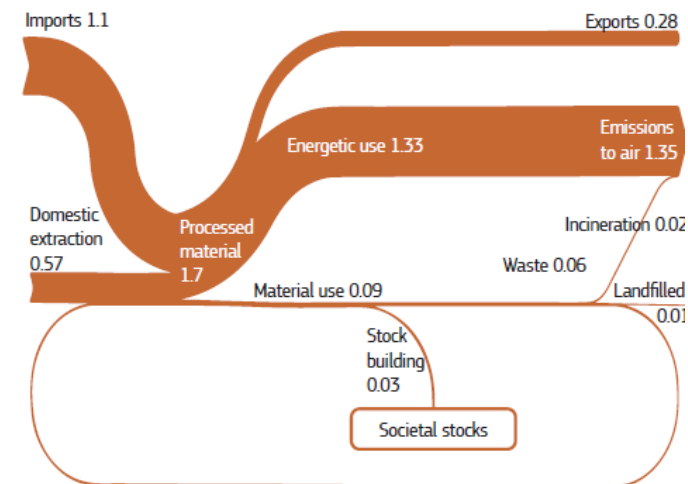 Imports 1.1
Exports 0.28
Energetic use 1.33
Emissions
to air 1.35
Domestic
extraction
0.57
Processed
material
1.7
Incineration 0.02
Waste 0.06
Material use 0.09
Landfilled
0.01
Stock
building
0.03
Societal stocks